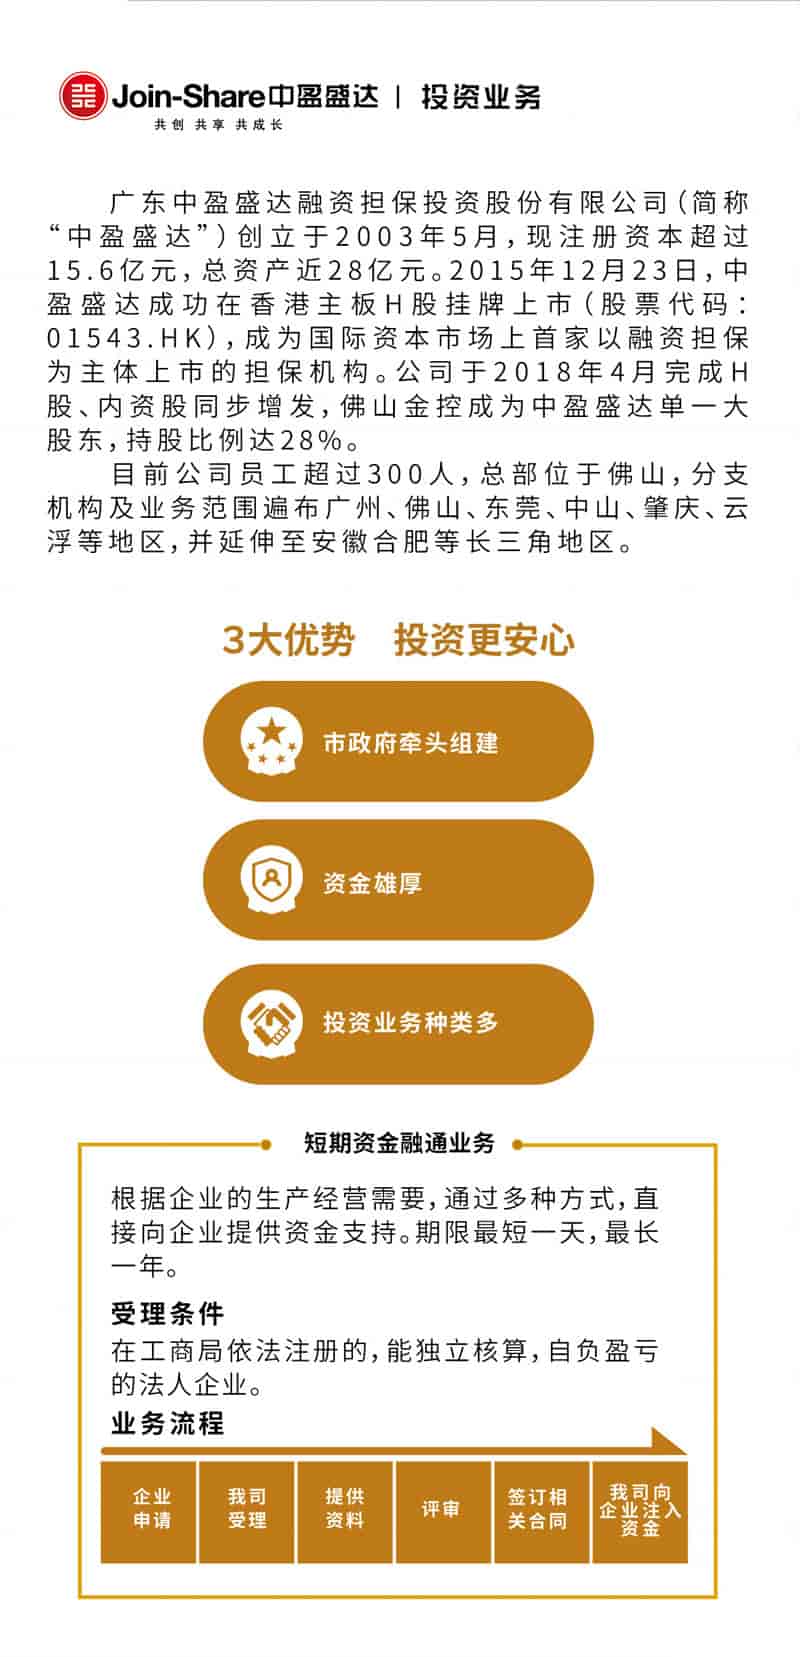 Join-Share中盈盛达 | 投资业务
共创 共享 共成长
广东中盈盛达融资担保投资股份有限公司（简称
“中盈盛达”）创立于2003年5月，现注册资本超过
15.6亿元，总资产近28亿元。2015年12月23日，中
盈盛达成功在香港主板H股挂牌上市（股票代码：
01543.HK），成为国际资本市场上首家以融资担保
为主体上市的担保机构。公司于2018年4月完成H
股、内资股同步增发，佛山金控成为中盈盛达单一大
股东，持股比例达28%。
目前公司员工超过300人，总部位于佛山，分支
机构及业务范围遍布广州、佛山、东莞、中山、肇庆、云
浮等地区，并延伸至安徽合肥等长三角地区。
3大优势 投资更安心
市政府牵头组建
资金雄厚
投资业务种类多
短期资金融通业务
根据企业的生产经营需要，通过多种方式，直
接向企业提供资金支持。期限最短一天，最长
一年。
受理条件
在工商局依法注册的，能独立核算，自负盈亏
的法人企业。
业务流程
企业
申请
我司
受理
提供
资料
评审
签订相
关合同
我司向
企业注入
资金